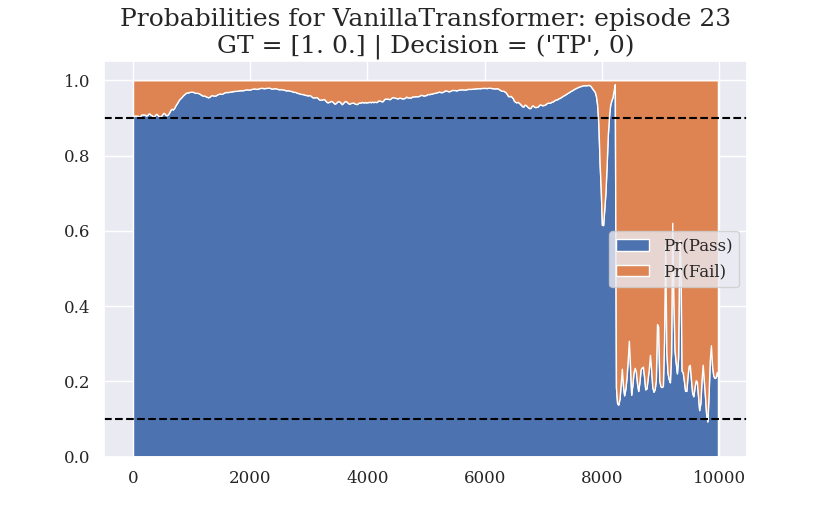 Probabilities for VanillaTransformer: episode 23
GT = [1. 0.] | Decision = ('TP', 0)
1.0
0.8
0.6
0.4
0.2
0.0
Pr(Pass)
Pr(Fail)
0 2000 4000 6000 8000 10000